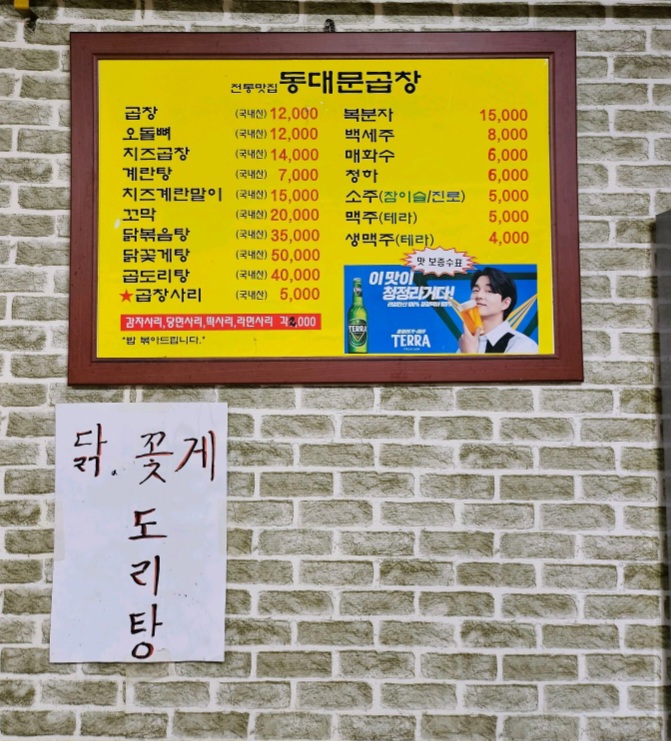 전통맛집 동대문곱창
곱창 (국내산) 12,000
오돌뼈 (국내산) 12,000
치즈곱창 (국내산) 14,000
계란탕 (국내산) 7,000
치즈계란말이 (국내산) 15,000
꼬막 (국내산) 20,000
닭볶음탕 (국내산) 35,000
닭꽃게탕 (국내산) 50,000
곱도리탕 (국내산) 40,000
★곱창사리 (국내산) 5,000
감자사리,당면사리,떡사리,라면사리 각2,000
"밥 볶아드립니다."
복분자 15,000
백세주 8,000
매화수 6,000
청하 6,000
소주(참이슬/진로) 5,000
맥주(테라) 5,000
생맥주(테라) 4,000
맛 보증수표
이 맛이
청정라거다!
TERRA
TERRA
닭. 꽃게
도
리
탕